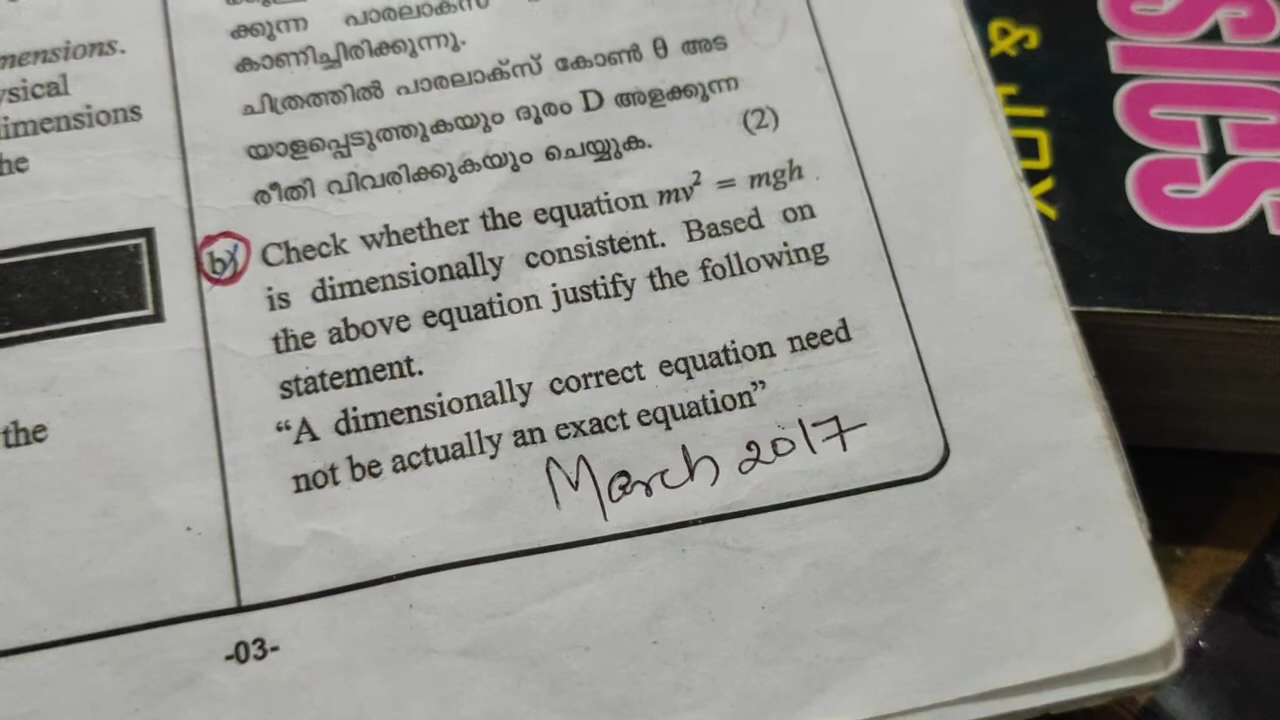 mensions.
ysical
imensions
he
the
ക്കുന്ന പാരലാക്സ്
കാണിച്ചിരിക്കുന്നു.
ചിത്രത്തിൽ പാരലാക്സ് കോൺ θ അട
യാളപ്പെടുത്തുകയും ദൂരം D അളക്കുന്ന
രീതി വിവരിക്കുകയും ചെയ്യുക. (2)
b) Check whether the equation mv² = mgh
is dimensionally consistent. Based on
the above equation justify the following
statement.
“A dimensionally correct equation need
not be actually an exact equation”
March 2017
-03-
SICS